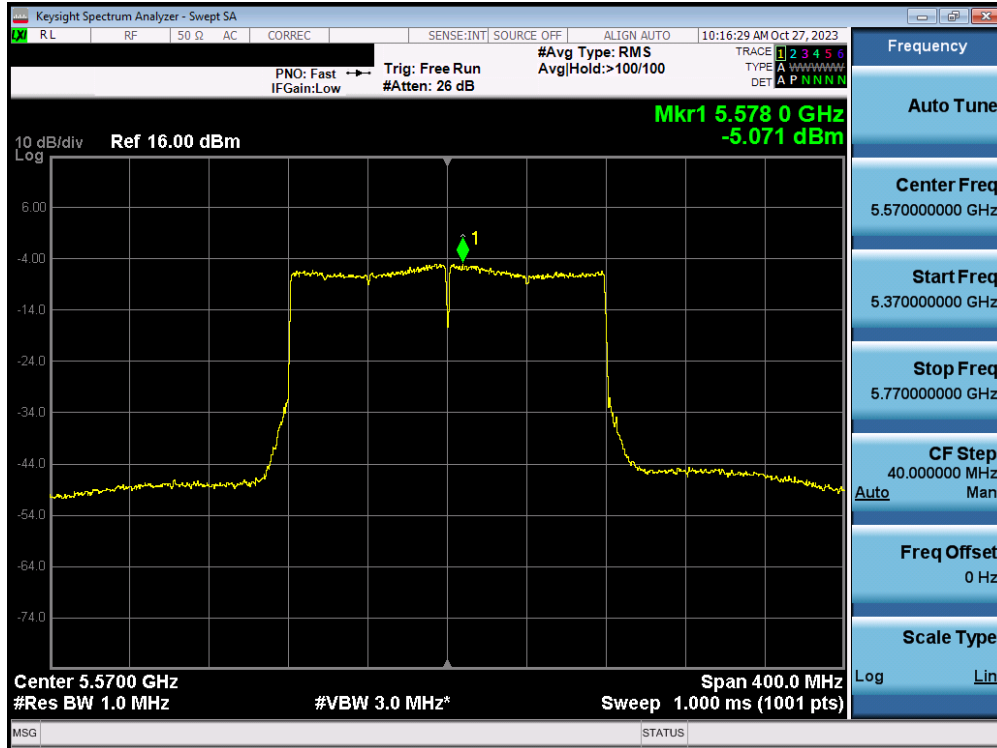 Keysight Spectrum Analyzer - Swept SA
LXI RL RF 50 Ω AC CORREC SENSE:INT SOURCE OFF ALIGN AUTO 10:16:29 AM Oct 27, 2023
PNO: Fast
IFGain:Low
Trig: Free Run
#Atten: 26 dB
#Avg Type: RMS
Avg|Hold:>100/100
TRACE 1 2 3 4 5 6
TYPE A WWWWW
DET A P N N N N
Mkr1 5.578 0 GHz
-5.071 dBm
10 dB/div Ref 16.00 dBm
Log
1
6.00
-4.00
-14.0
-24.0
-34.0
-44.0
-54.0
-64.0
-74.0
Center 5.5700 GHz Span 400.0 MHz
#Res BW 1.0 MHz #VBW 3.0 MHz* Sweep 1.000 ms (1001 pts)
MSG STATUS
Frequency
Auto Tune
Center Freq
5.570000000 GHz
Start Freq
5.370000000 GHz
Stop Freq
5.770000000 GHz
CF Step
40.000000 MHz
Auto Man
Freq Offset
0 Hz
Scale Type
Log Lin